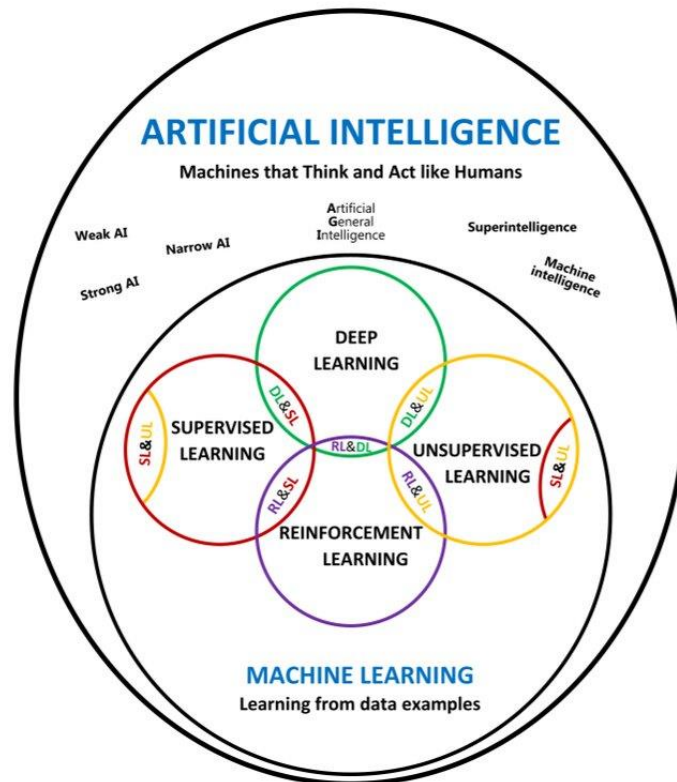 ARTIFICIAL INTELLIGENCE
Machines that Think and Act like Humans
Weak AI
Narrow AI
Artificial
General
Intelligence
Superintelligence
Strong AI
Machine
intelligence
DEEP
LEARNING
DL&SL
DL&UL
SL&UL
SUPERVISED
LEARNING
RL&DL
UNSUPERVISED
LEARNING
SL&UL
RL&SL
RL&UL
REINFORCEMENT
LEARNING
MACHINE LEARNING
Learning from data examples